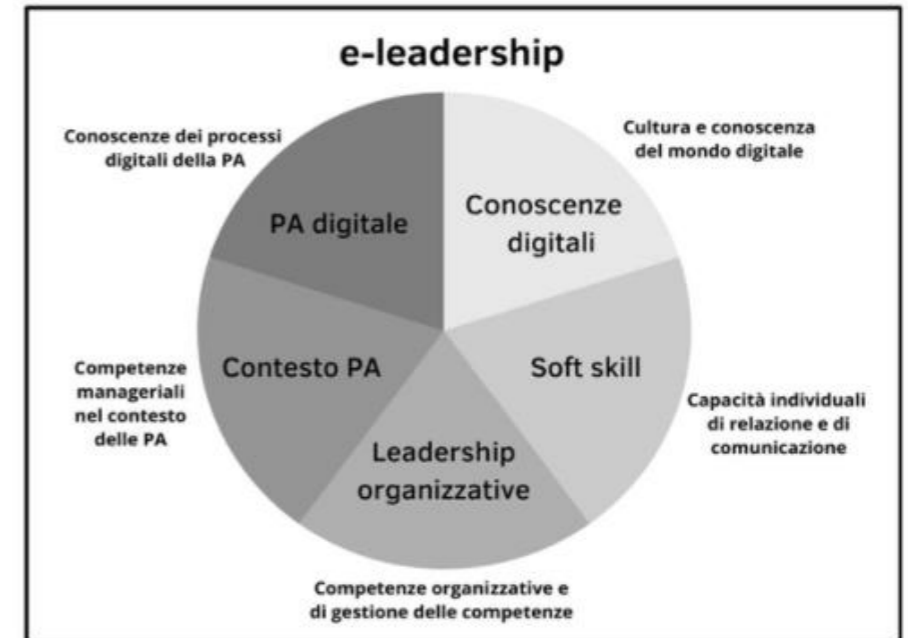 e-leadership
Conoscenze dei processi
digitali della PA
Cultura e conoscenza
del mondo digitale
PA digitale
Conoscenze
digitali
Contesto PA
Soft skill
Competenze
manageriali
nel contesto
delle PA
Capacità individuali
di relazione e di
comunicazione
Leadership
organizzative
Competenze organizzative e
di gestione delle competenze